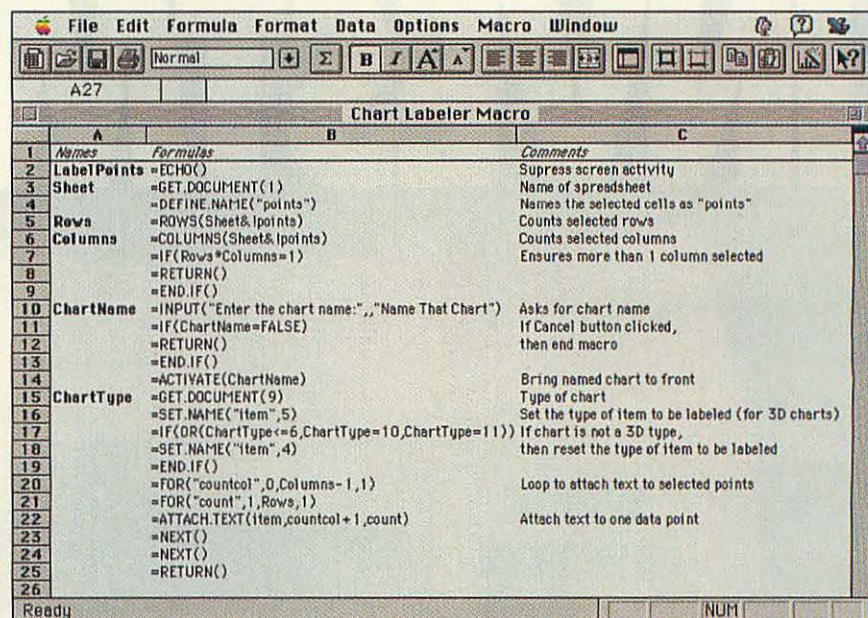 File Edit Formula Format Data Options Macro Window
Normal Σ B I A A
A27
Chart Labeler Macro
A B C
1 Names Formulas Comments
2 LabelPoints =ECHO() Supress screen activity
3 Sheet =GET.DOCUMENT(1) Name of spreadsheet
4 =DEFINE.NAME("points") Names the selected cells as "points"
5 Rows =ROWS(Sheet&!points) Counts selected rows
6 Columns =COLUMNS(Sheet&!points) Counts selected columns
7 =IF(Rows*Columns=1) Ensures more than 1 column selected
8 =RETURN()
9 =END.IF()
10 ChartName =INPUT("Enter the chart name:",,"Name That Chart") Asks for chart name
11 =IF(ChartName=FALSE) If Cancel button clicked,
12 =RETURN() then end macro
13 =END.IF()
14 =ACTIVATE(ChartName) Bring named chart to front
15 ChartType =GET.DOCUMENT(9) Type of chart
16 =SET.NAME("item",5) Set the type of item to be labeled (for 3D charts)
17 =IF(OR(ChartType<=6,ChartType=10,ChartType=11)) If chart is not a 3D type,
18 =SET.NAME("item",4) then reset the type of item to be labeled
19 =END.IF()
20 =FOR("countcol",0,Columns-1,1) Loop to attach text to selected points
21 =FOR("count",1,Rows,1)
22 =ATTACH.TEXT(item,countcol+1,count) Attach text to one data point
23 =NEXT()
24 =NEXT()
25 =RETURN()
26
Ready NUM